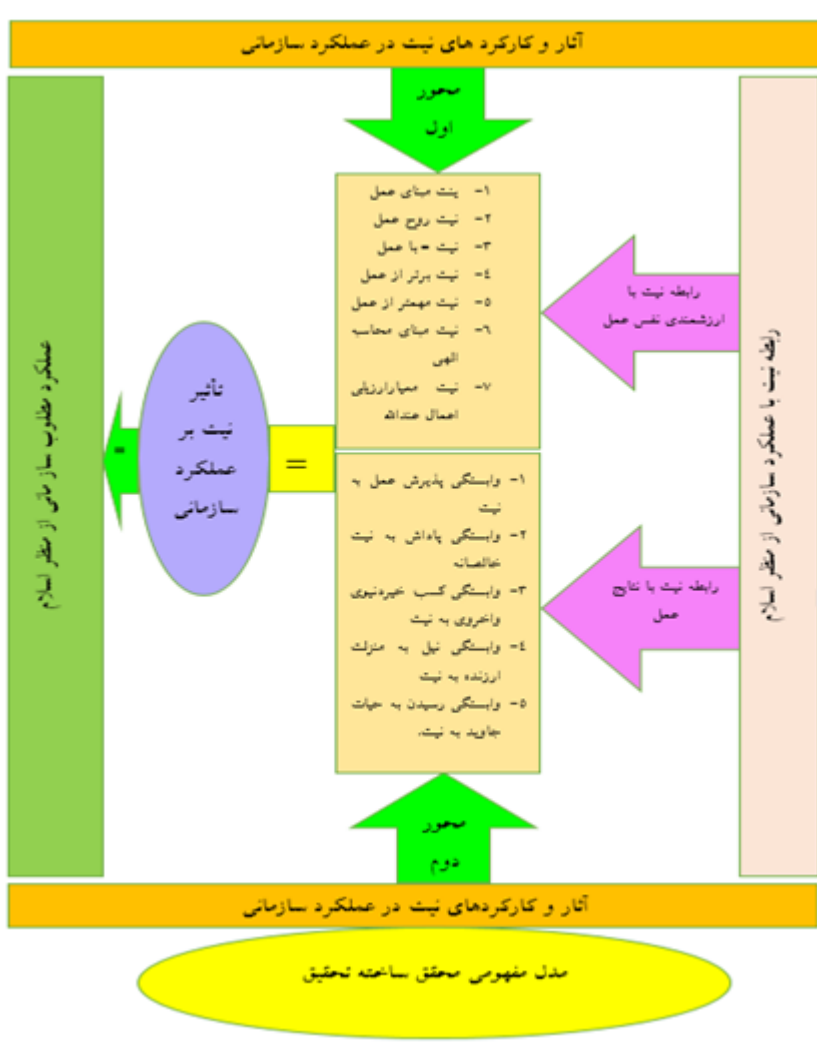 آثار و کارکرد های نیت در عملکرد سازمانی
محور
اول
رابطه نیت با عملکرد سازمانی از منظر اسلام
رابطه نیت با
ارزشمندی نفس عمل
رابطه نیت با نتایج
عمل
۱- ینت مبنای عمل
۲- نیت روح عمل
۳- نیت = با عمل
۴- نیت برتر از عمل
۵- نیت مهمتر از عمل
۶- نیت مبنای محاسبه
الهی
۷- نیت معیارارزیلی
اعمال عندالله
۱- وابستگی پذیرش عمل به
نیت
۲- وابستگی پاداش به نیت
خالصانه
۳- وابستگی کسب خیردنیوی
واخروی به نیت
۴- وابستگی نیل به منزلت
ارزنده به نیت
۵- وابستگی رسیدن به حیات
جاوید به نیت.
=
تأثیر
نیت بر
عملکرد
سازمانی
=
عملکرد مطلوب سازمانی از منظر اسلام
محور
دوم
آثار و کارکردهای نیت در عملکرد سازمانی
مدل مفهومی محقق ساخته تحقیق